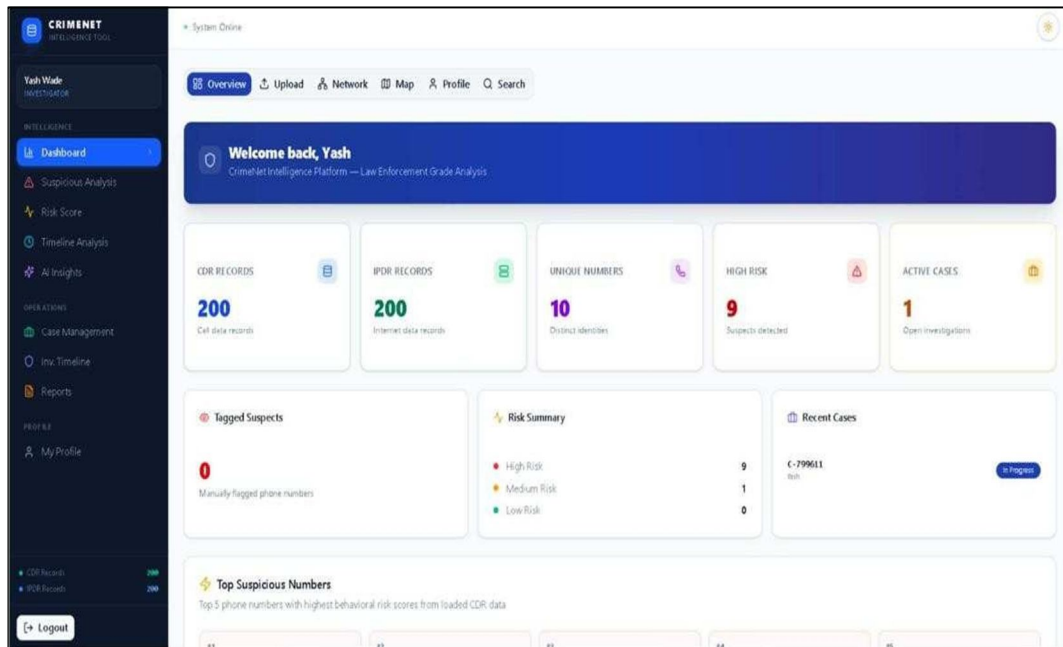 CRIMENET
INTELLIGENCE TOOL
Yash Wade
INVESTIGATOR
INTELLIGENCE
Dashboard
Suspicious Analysis
Risk Score
Timeline Analysis
AI Insights
OPERATIONS
Case Management
Inv. Timeline
Reports
PROFILE
My Profile
CDR Records 200
IPDR Records 200
Logout
System Online
Overview Upload Network Map Profile Search
Welcome back, Yash
CrimeNet Intelligence Platform — Law Enforcement Grade Analysis
CDR RECORDS
200
Cell data records
IPDR RECORDS
200
Internet data records
UNIQUE NUMBERS
10
Distinct identities
HIGH RISK
9
Suspects detected
ACTIVE CASES
1
Open investigations
Tagged Suspects
0
Manually flagged phone numbers
Risk Summary
High Risk 9
Medium Risk 1
Low Risk 0
Recent Cases
C-799611 In Progress
Top Suspicious Numbers
Top 5 phone numbers with highest behavioral risk scores from loaded CDR data